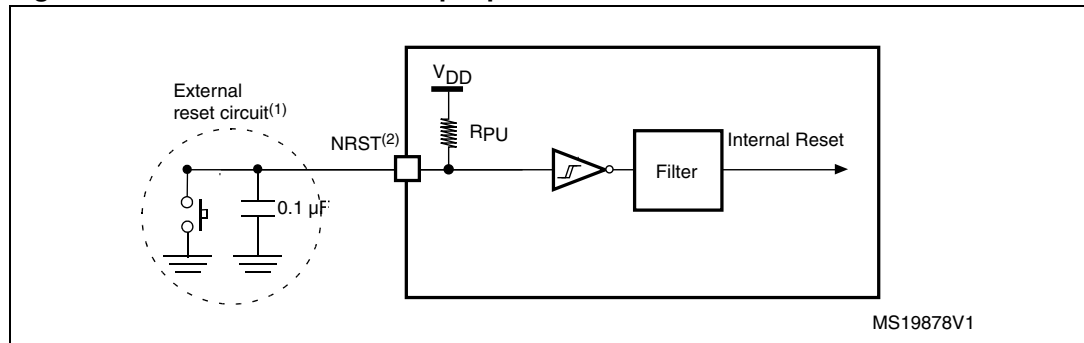 External
reset circuit(1)
NRST(2)
VDD
RPU
0.1 µF
Filter
Internal Reset
MS19878V1